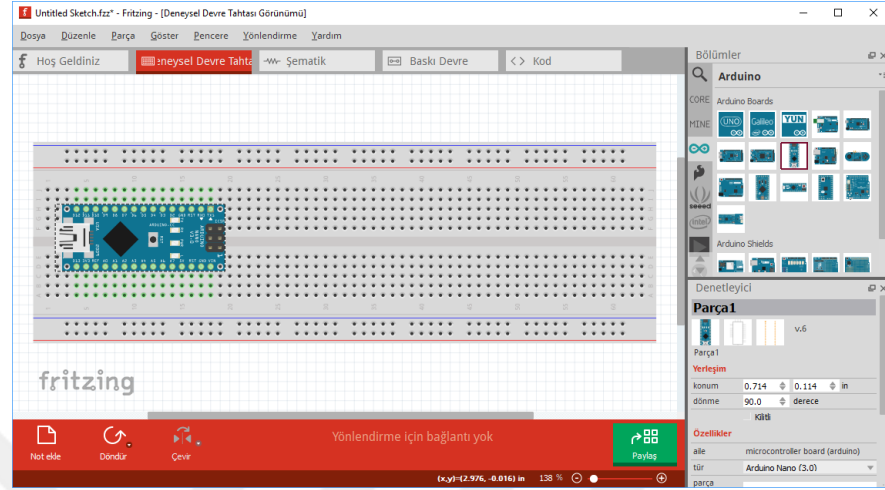 Untitled Sketch.fzz* - Fritzing - [Deneysel Devre Tahtası Görünümü]
Dosya Düzenle Parça Göster Pencere Yönlendirme Yardım
Hoş Geldiniz
:neysel Devre Tahta
Şematik
Baskı Devre
Kod
Bölümler
Arduino
CORE
MINE
Arduino Boards
UNO
Galileo
YUN
seeed
intel
Arduino Shields
fritzing
Denetleyici
Parça1
v.6
Parça1
Yerleşim
konum 0.714 0.114 in
dönme 90.0 derece
Kilitli
Özellikler
aile microcontroller board (arduino)
tür Arduino Nano (3.0)
parça
Not ekle
Döndür
Çevir
Yönlendirme için bağlantı yok
Paylaş
(x,y)=(2.976, -0.016) in 138 %